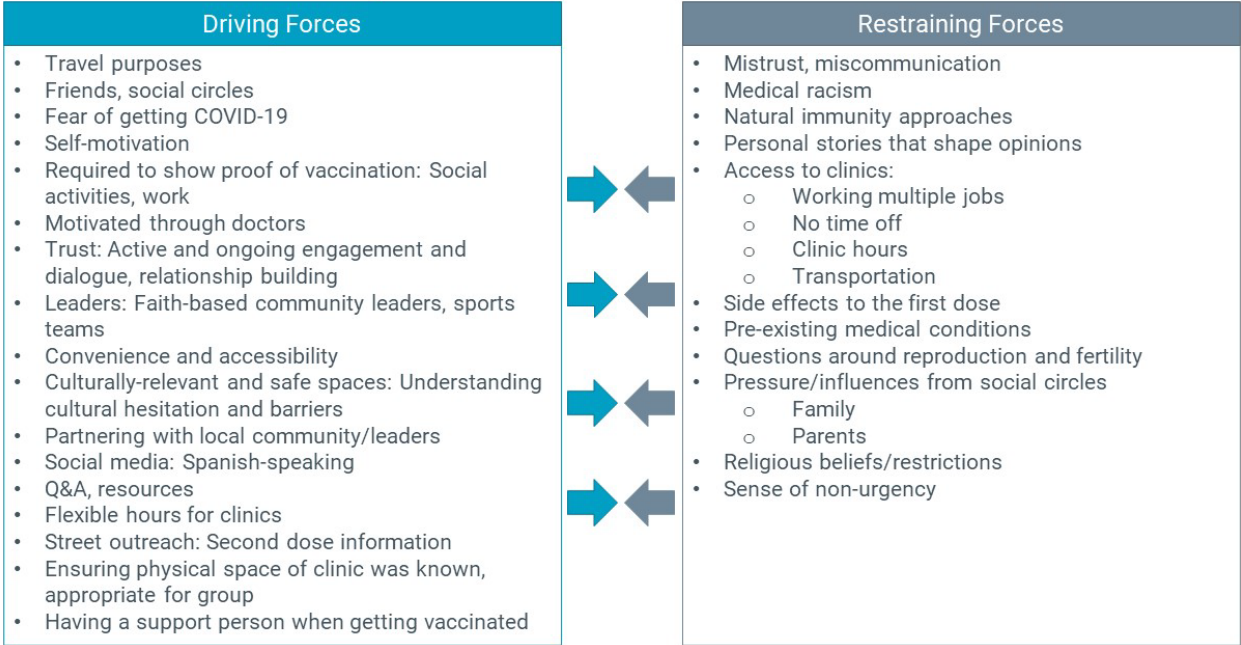 Driving Forces
• Travel purposes
• Friends, social circles
• Fear of getting COVID-19
• Self-motivation
• Required to show proof of vaccination: Social
activities, work
• Motivated through doctors
• Trust: Active and ongoing engagement and
dialogue, relationship building
• Leaders: Faith-based community leaders, sports
teams
• Convenience and accessibility
• Culturally-relevant and safe spaces: Understanding
cultural hesitation and barriers
• Partnering with local community/leaders
• Social media: Spanish-speaking
• Q&A, resources
• Flexible hours for clinics
• Street outreach: Second dose information
• Ensuring physical space of clinic was known,
appropriate for group
• Having a support person when getting vaccinated
Restraining Forces
• Mistrust, miscommunication
• Medical racism
• Natural immunity approaches
• Personal stories that shape opinions
• Access to clinics:
o Working multiple jobs
o No time off
o Clinic hours
o Transportation
• Side effects to the first dose
• Pre-existing medical conditions
• Questions around reproduction and fertility
• Pressure/influences from social circles
o Family
o Parents
• Religious beliefs/restrictions
• Sense of non-urgency